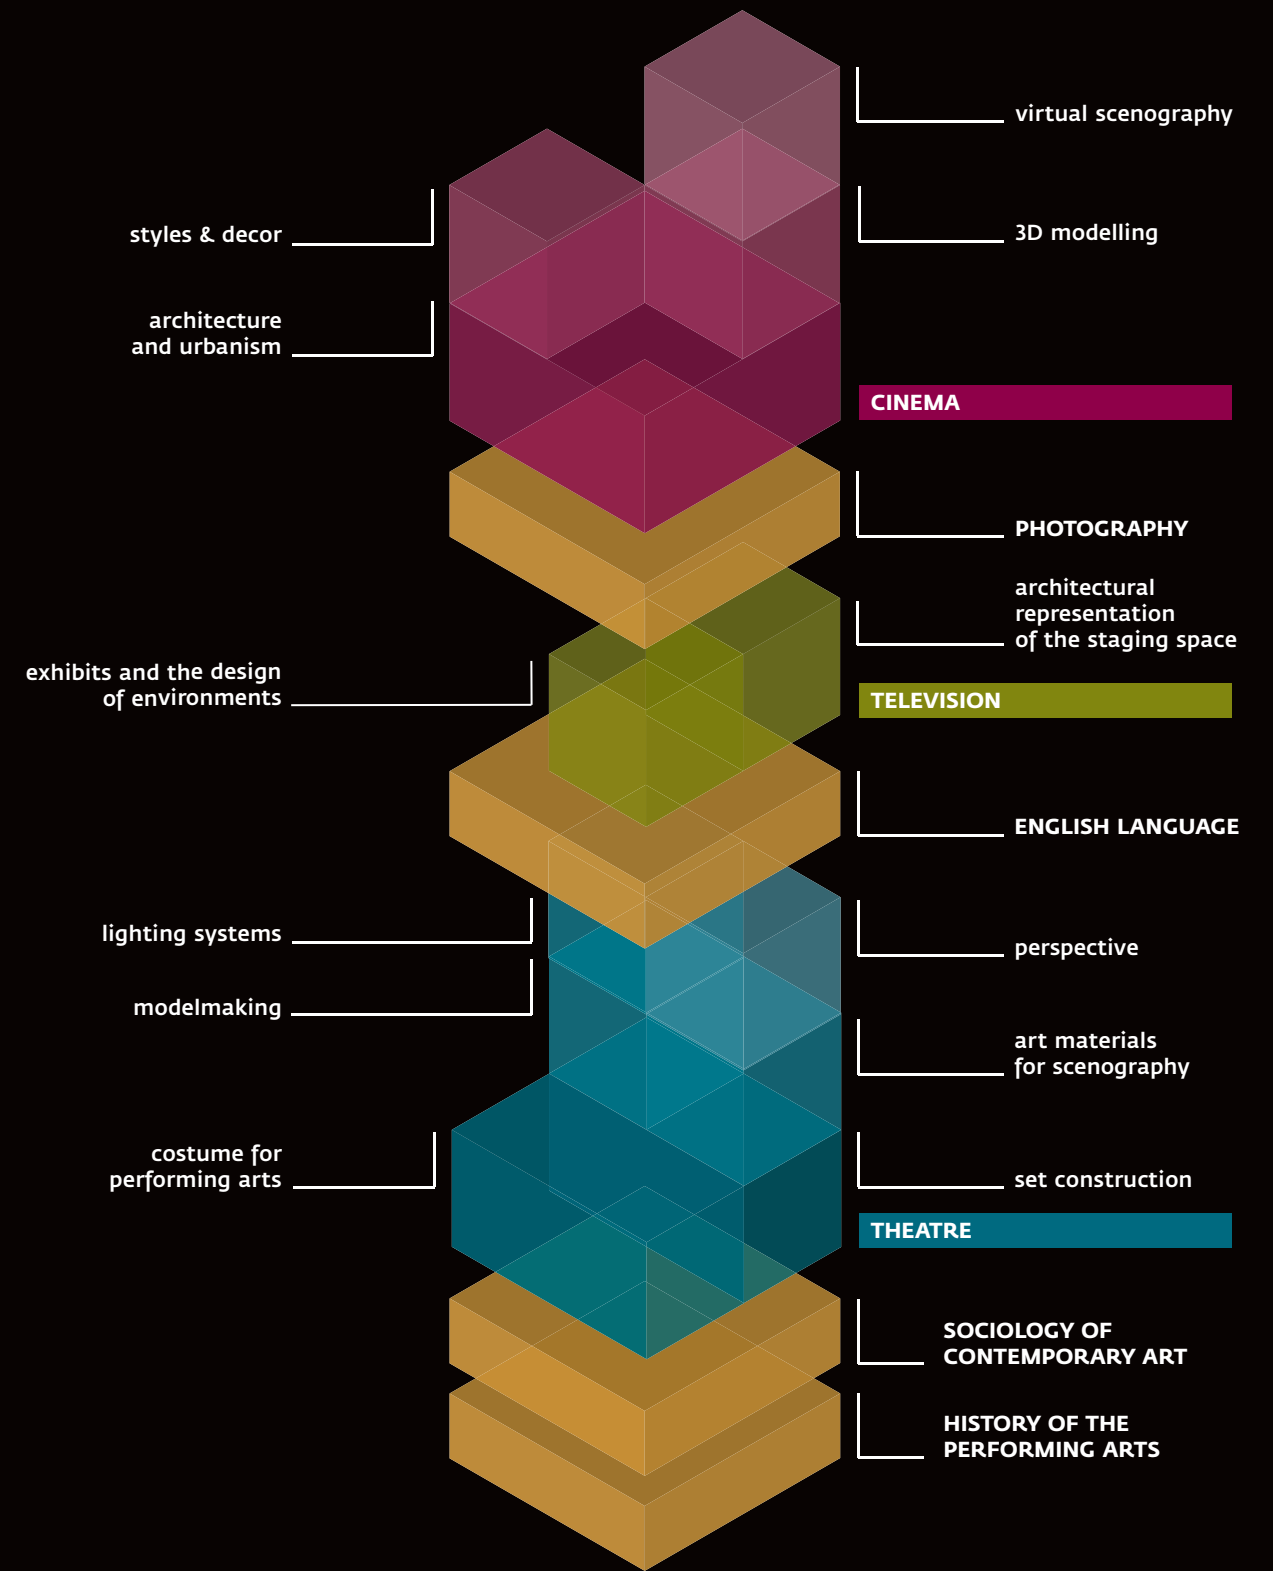 virtual scenography
styles & decor
3D modelling
architecture
and urbanism
CINEMA
PHOTOGRAPHY
architectural
representation
of the staging space
exhibits and the design
of environments
TELEVISION
ENGLISH LANGUAGE
lighting systems
perspective
modelmaking
art materials
for scenography
costume for
performing arts
set construction
THEATRE
SOCIOLOGY OF
CONTEMPORARY ART
HISTORY OF THE
PERFORMING ARTS